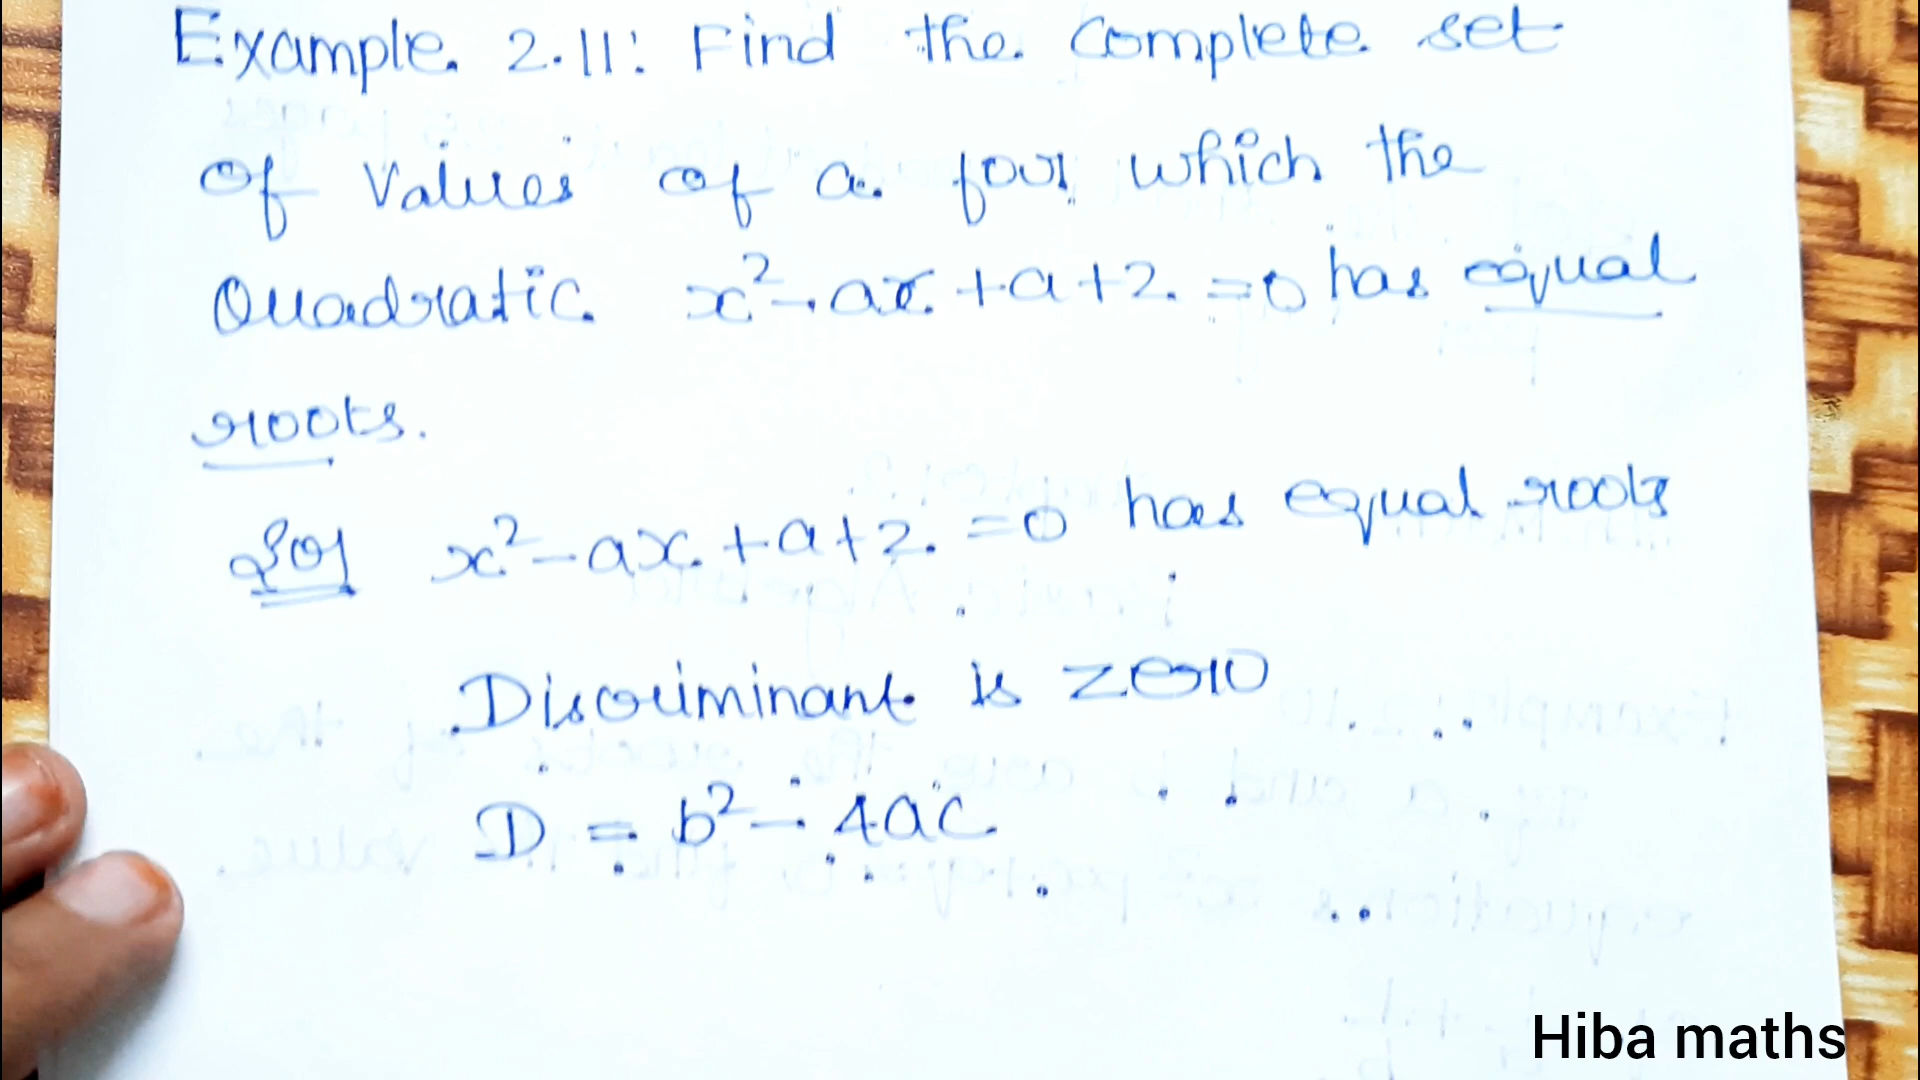 Example. 2.11: Find the Complete set
of Values of a for which the
Quadratic x² - ax + a + 2 = 0 has equal
roots.
Sol x² - ax + a + 2 = 0 has equal roots
Discriminant is zero
D = b² - 4ac
Hiba maths